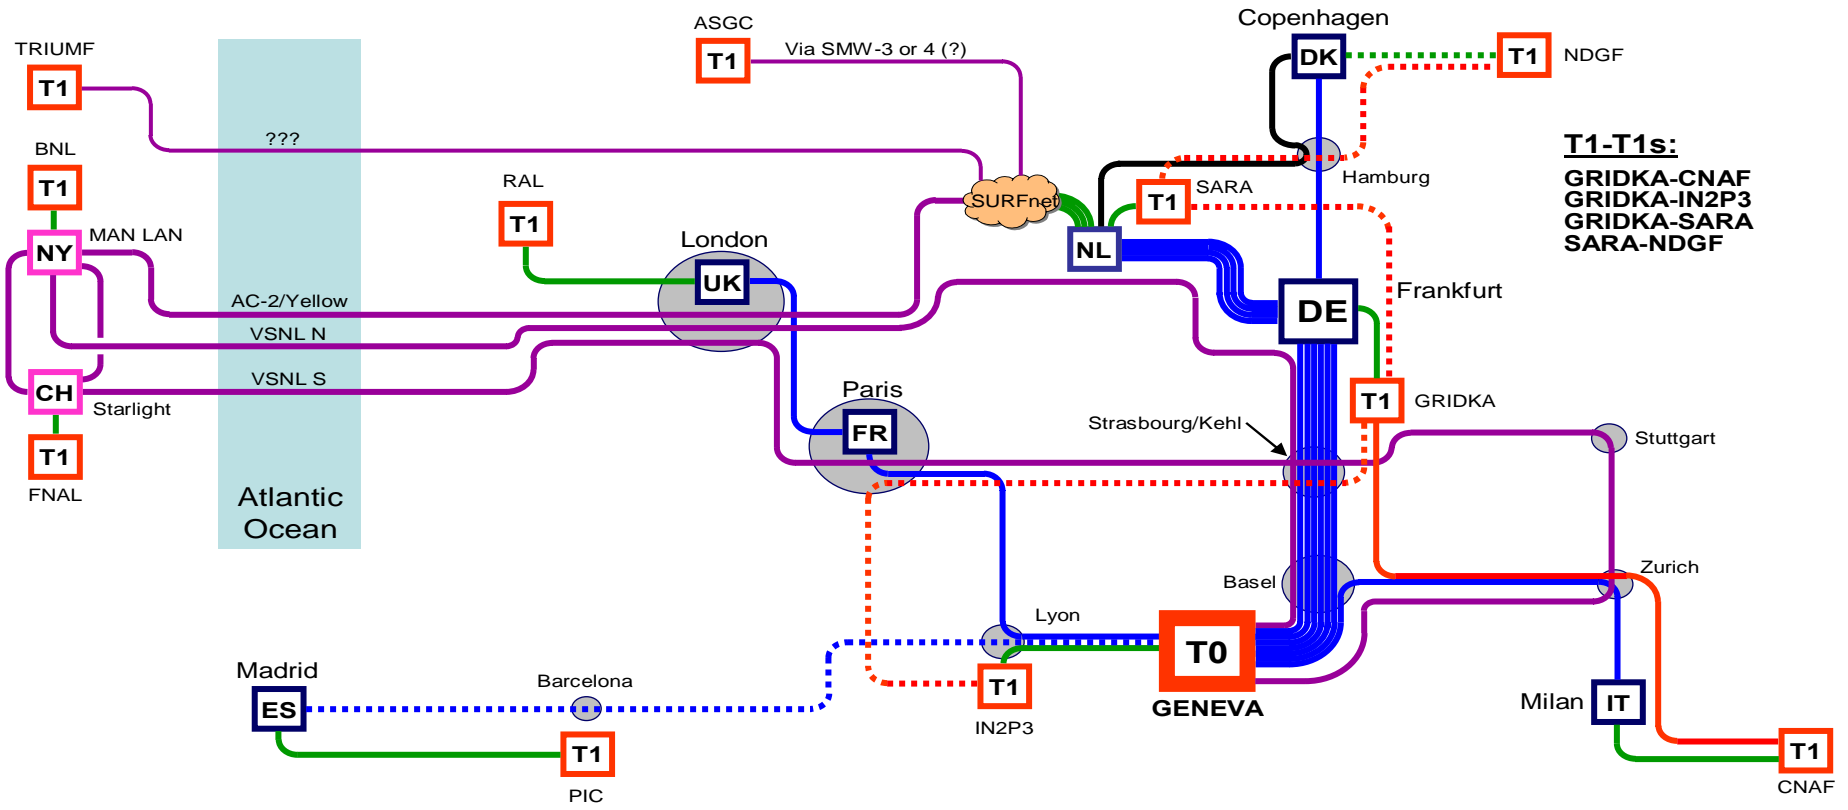 ASGC
Copenhagen
TRIUMF
T1
Via SMW-3 or 4 (?)
DK
T1
NDGF
T1
???
BNL
T1-T1s:
GRIDKA-CNAF
GRIDKA-IN2P3
GRIDKA-SARA
SARA-NDGF
Hamburg
T1
RAL
SARA
T1
SURFnet
T1
MAN LAN
London
NY
NL
UK
Frankfurt
AC-2/Yellow
DE
VSNL N
VSNL S
CH
Starlight
Paris
T1
GRIDKA
Strasbourg/Kehl
FR
Stuttgart
T1
FNAL
Atlantic
Ocean
Basel
Zurich
Lyon
T0
GENEVA
Madrid
Barcelona
T1
IN2P3
ES
Milan
IT
T1
PIC
T1
CNAF